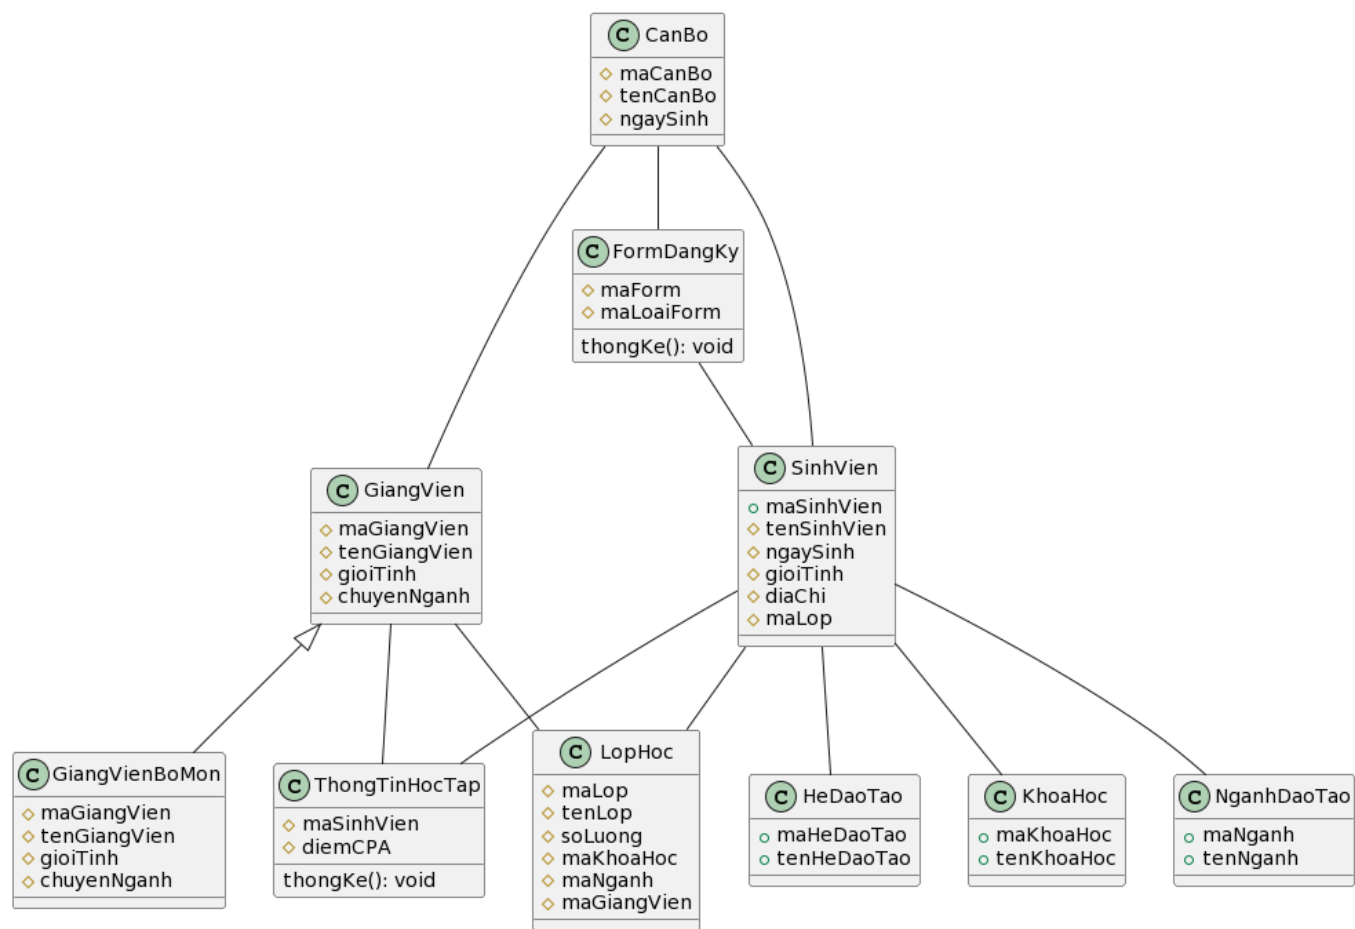 C CanBo
maCanBo
tenCanBo
ngaySinh
C FormDangKy
maForm
maLoaiForm
thongKe(): void
C GiangVien
maGiangVien
tenGiangVien
gioiTinh
chuyenNganh
C SinhVien
maSinhVien
tenSinhVien
ngaySinh
gioiTinh
diaChi
maLop
C GiangVienBoMon
maGiangVien
tenGiangVien
gioiTinh
chuyenNganh
C ThongTinHocTap
maSinhVien
diemCPA
thongKe(): void
C LopHoc
maLop
tenLop
soLuong
maKhoaHoc
maNganh
maGiangVien
C HeDaoTao
maHeDaoTao
tenHeDaoTao
C KhoaHoc
maKhoaHoc
tenKhoaHoc
C NganhDaoTao
maNganh
tenNganh